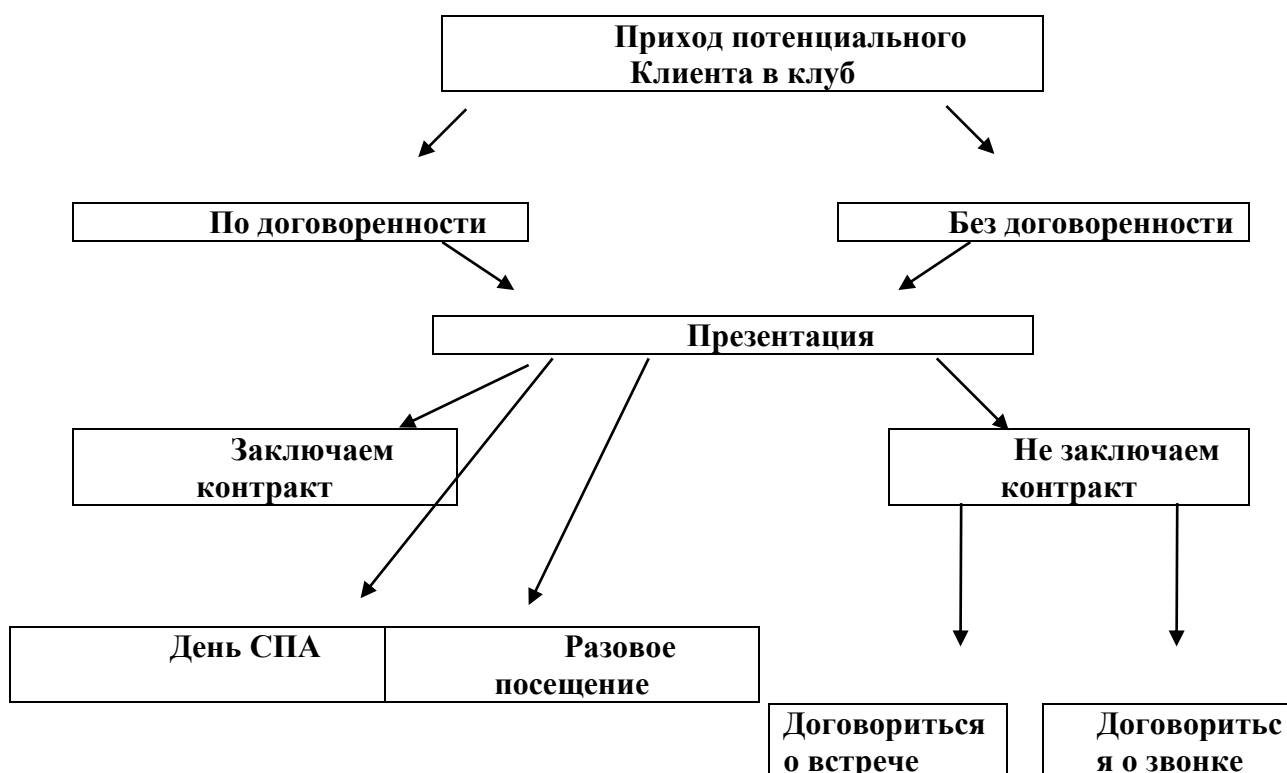 Приход потенциального
Клиента в клуб
По договоренности
Без договоренности
Презентация
Заключаем
контракт
Не заключаем
контракт
День СПА
Разовое
посещение
Договориться
о встрече
Договоритьс
я о звонке